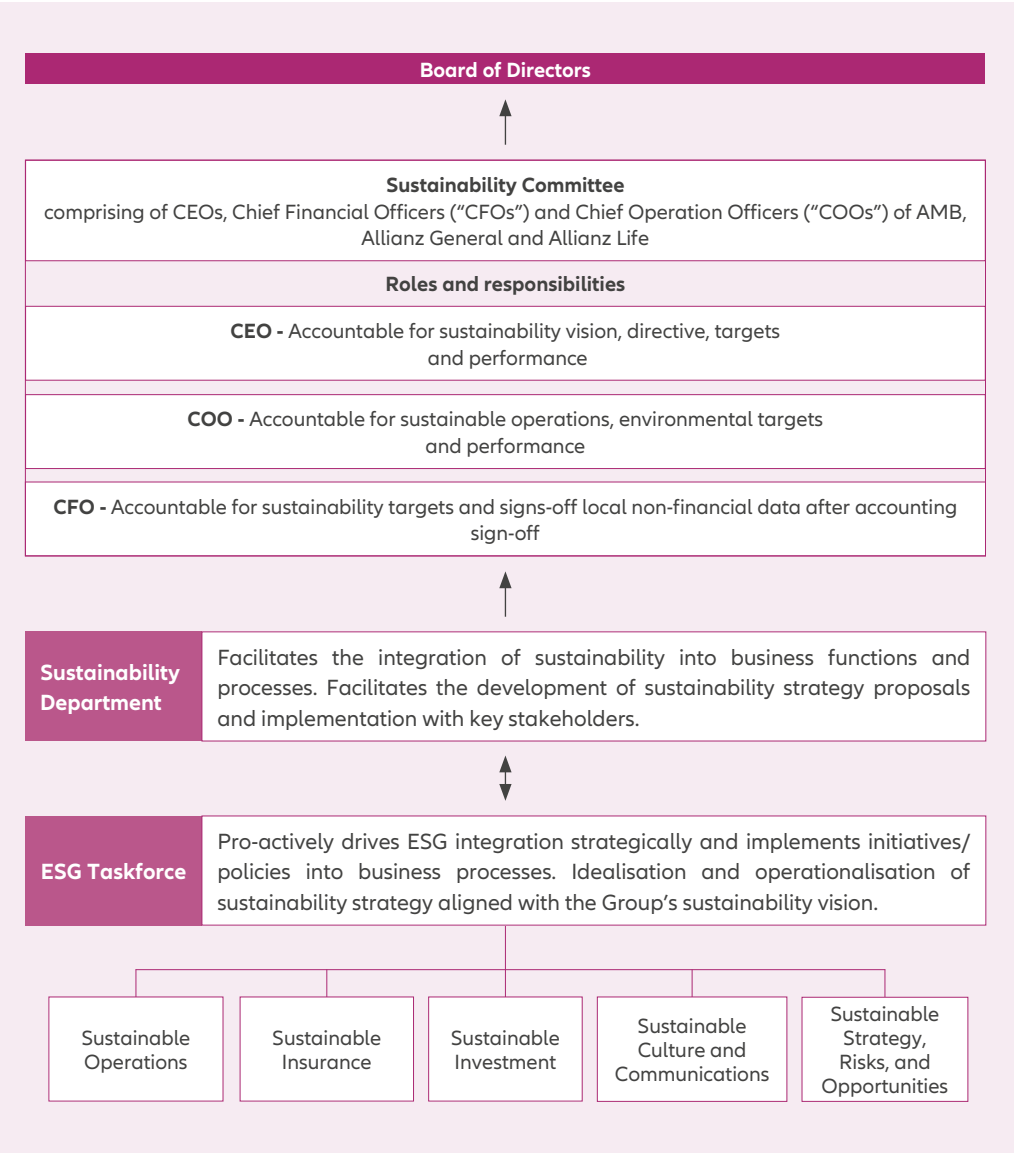 Board of Directors
Sustainability Committee
comprising of CEOs, Chief Financial Officers (“CFOs”) and Chief Operation Officers (“COOs”) of AMB,
Allianz General and Allianz Life
Roles and responsibilities
CEO - Accountable for sustainability vision, directive, targets
and performance
COO - Accountable for sustainable operations, environmental targets
and performance
CFO - Accountable for sustainability targets and signs-off local non-financial data after accounting
sign-off
Sustainability
Department
Facilitates the integration of sustainability into business functions and
processes. Facilitates the development of sustainability strategy proposals
and implementation with key stakeholders.
ESG Taskforce
Pro-actively drives ESG integration strategically and implements initiatives/
policies into business processes. Idealisation and operationalisation of
sustainability strategy aligned with the Group’s sustainability vision.
Sustainable
Operations
Sustainable
Insurance
Sustainable
Investment
Sustainable
Culture and
Communications
Sustainable
Strategy,
Risks, and
Opportunities